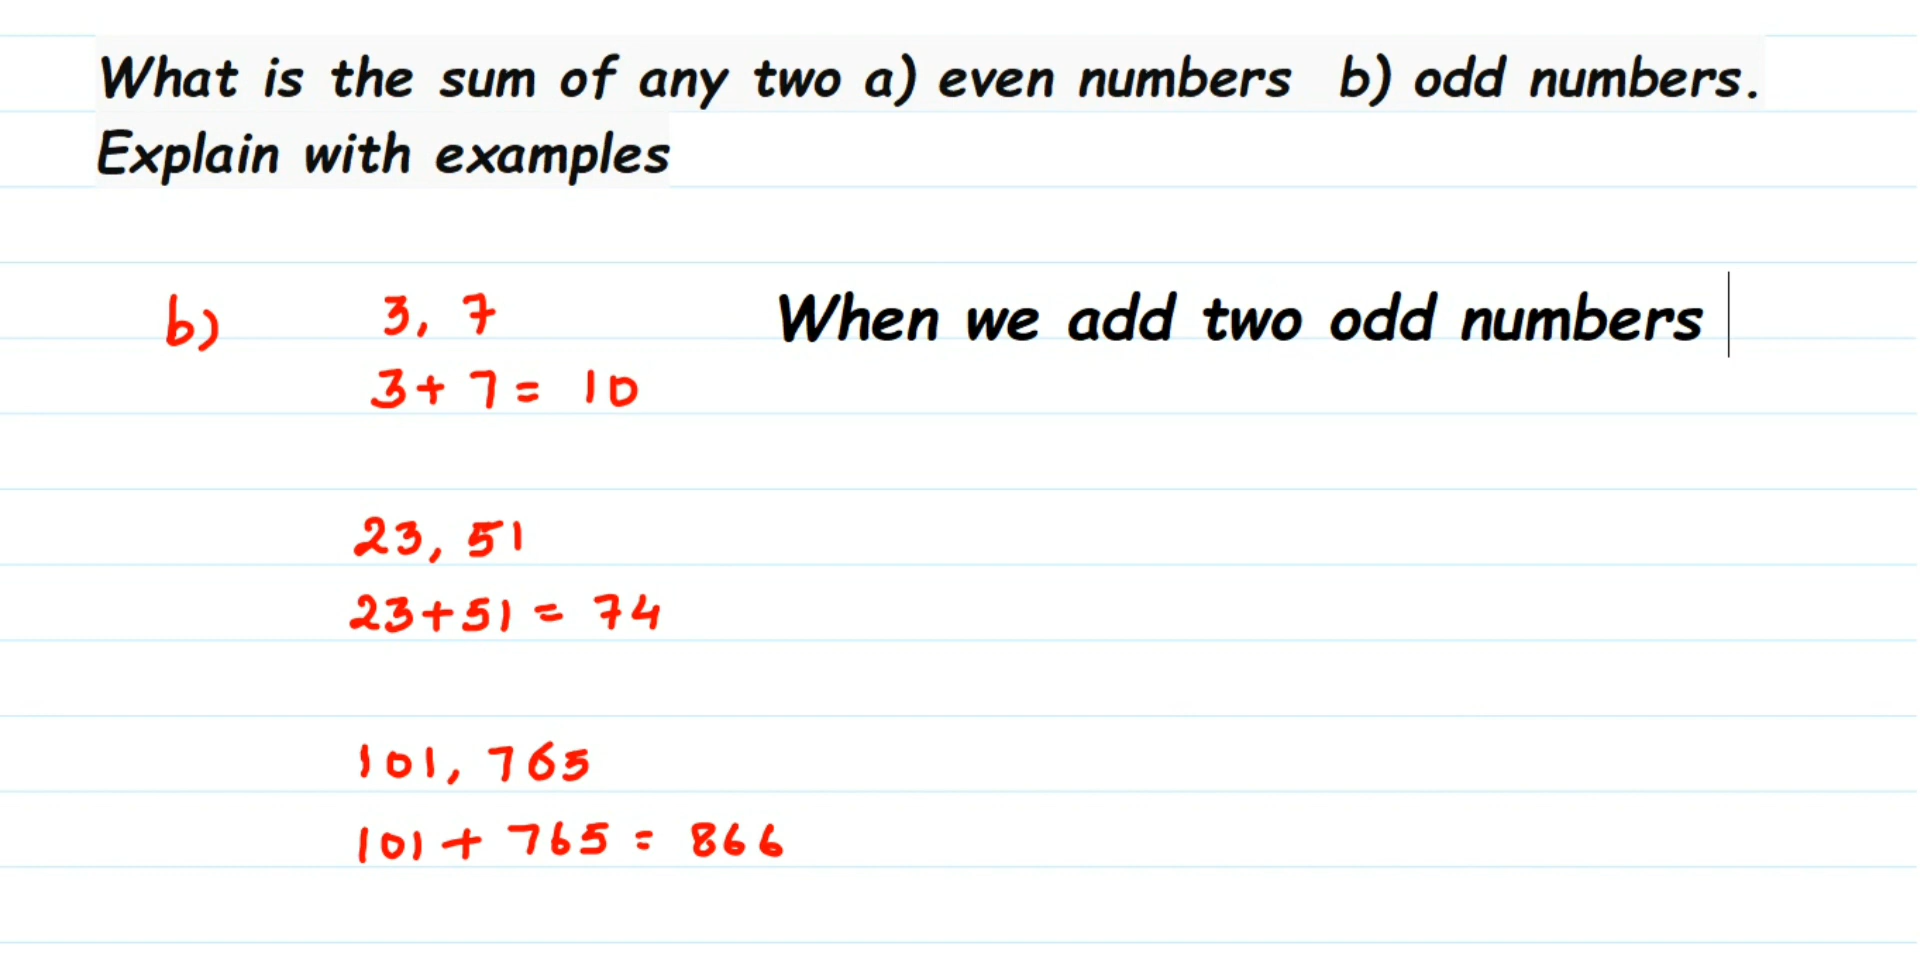 What is the sum of any two a) even numbers b) odd numbers.
Explain with examples
b) 3, 7 When we add two odd numbers
3+ 7 = 10
23, 51
23+51 = 74
101, 765
101 + 765 = 866